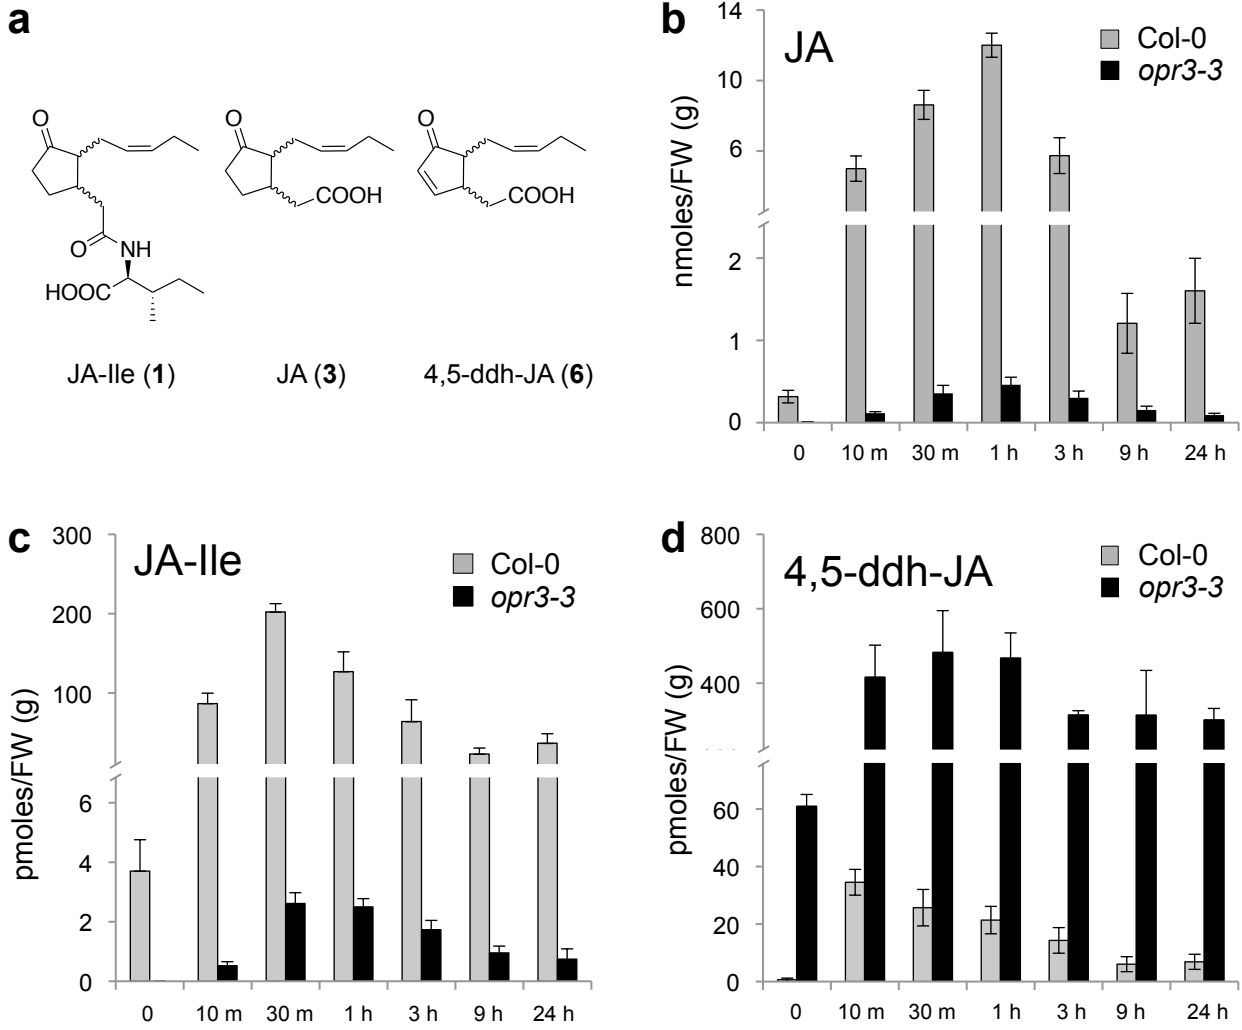 a
O
O
O
COOH
COOH
O
NH
HOOC
JA-Ile (1)
JA (3)
4,5-ddh-JA (6)
b
JA
Col-0
opr3-3
nmoles/FW (g)
14
10
6
2
1
0
0
10 m
30 m
1 h
3 h
9 h
24 h
c
JA-Ile
Col-0
opr3-3
pmoles/FW (g)
300
200
100
6
4
2
0
0
10 m
30 m
1 h
3 h
9 h
24 h
d
4,5-ddh-JA
Col-0
opr3-3
pmoles/FW (g)
800
600
400
60
40
20
0
0
10 m
30 m
1 h
3 h
9 h
24 h